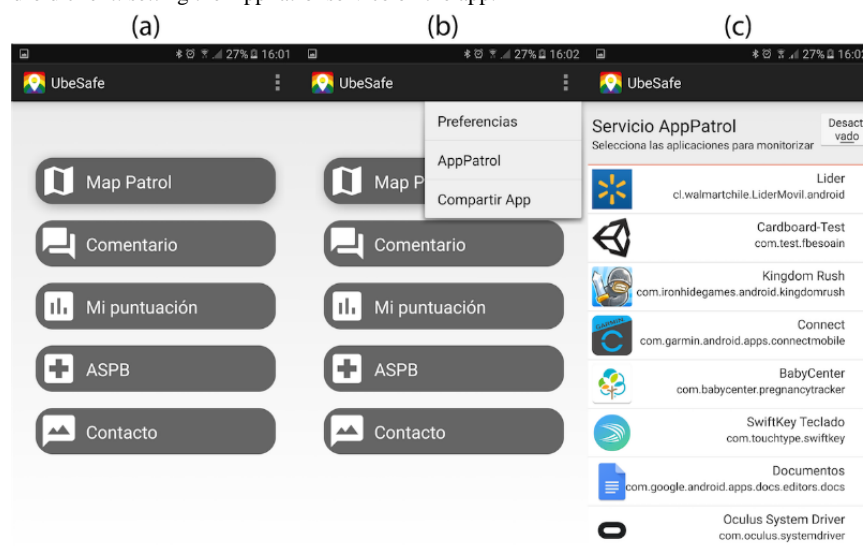 (a)
(b)
(c)
27% 16:01
UbeSafe
Map Patrol
Comentario
Mi puntuación
ASPB
Contacto
27% 16:02
UbeSafe
Preferencias
AppPatrol
Compartir App
Map P
Comentario
Mi puntuación
ASPB
Contacto
27% 16:02
UbeSafe
Servicio AppPatrol
Selecciona las aplicaciones para monitorizar
Desact
vado
Lider
cl.walmartchile.LiderMovil.android
Cardboard-Test
com.test.fbesoain
Kingdom Rush
com.ironhidegames.android.kingdomrush
GARMIN
Connect
com.garmin.android.apps.connectmobile
BabyCenter
com.babycenter.pregnancytracker
SwiftKey Teclado
com.touchtype.swiftkey
Documentos
com.google.android.apps.docs.editors.docs
Oculus System Driver
com.oculus.systemdriver